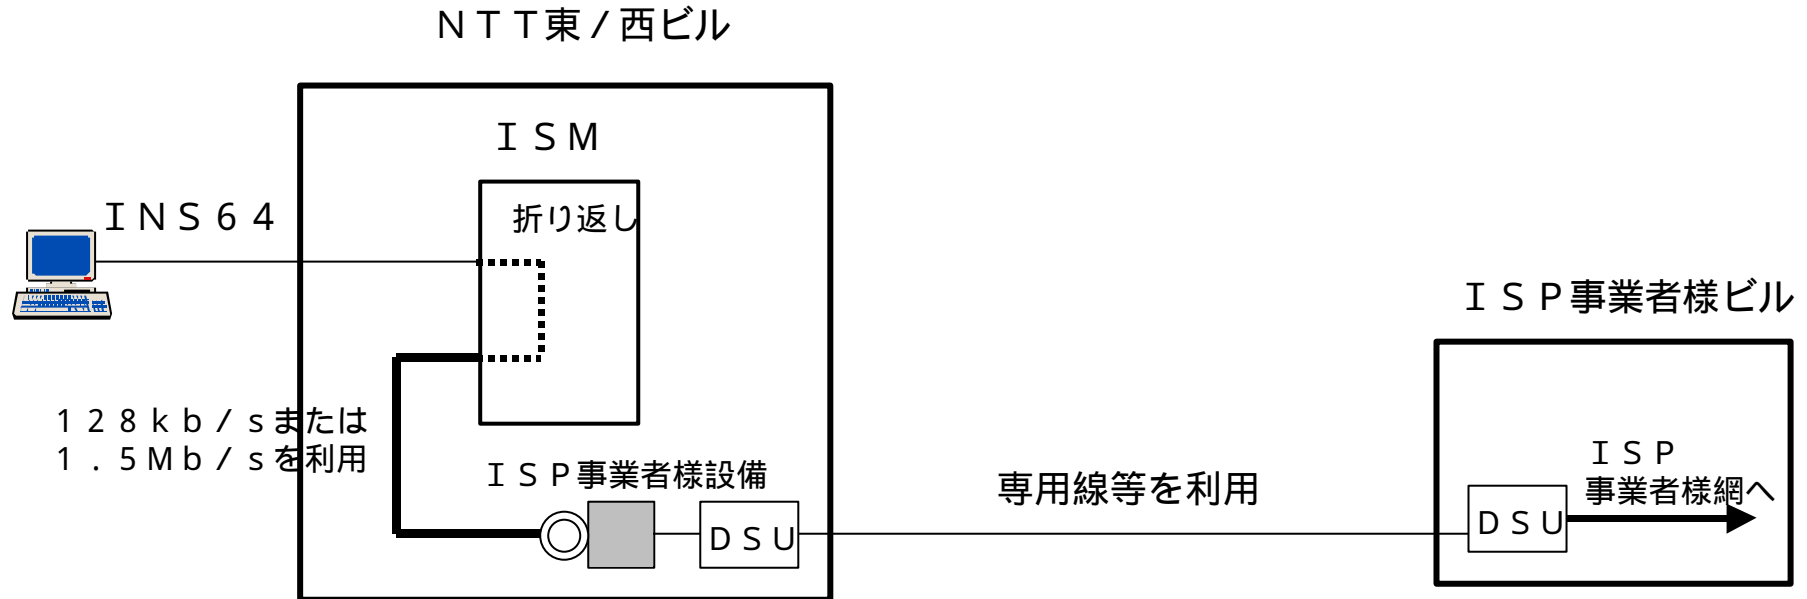 ＮＴＴ東／西ビル
ＩＳＭ
折り返し
ＩＮＳ６４
ＩＳＰ事業者様ビル
１２８ｋｂ／ｓまたは
１．５Ｍｂ／ｓを利用
ＩＳＰ事業者様設備
ＤＳＵ
専用線等を利用
ＩＳＰ
事業者様網へ
ＤＳＵ